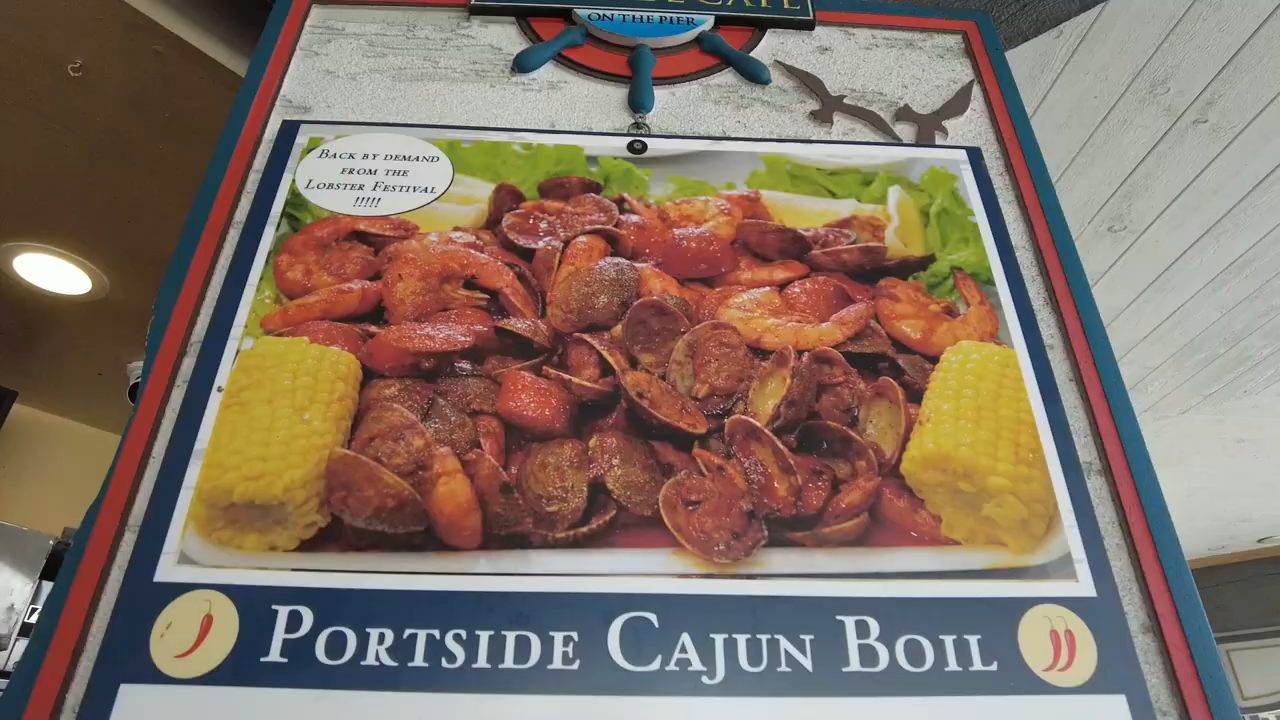 ON THE PIER
BACK BY DEMAND
FROM THE
LOBSTER FESTIVAL
!!!!!
PORTSIDE CAJUN BOIL